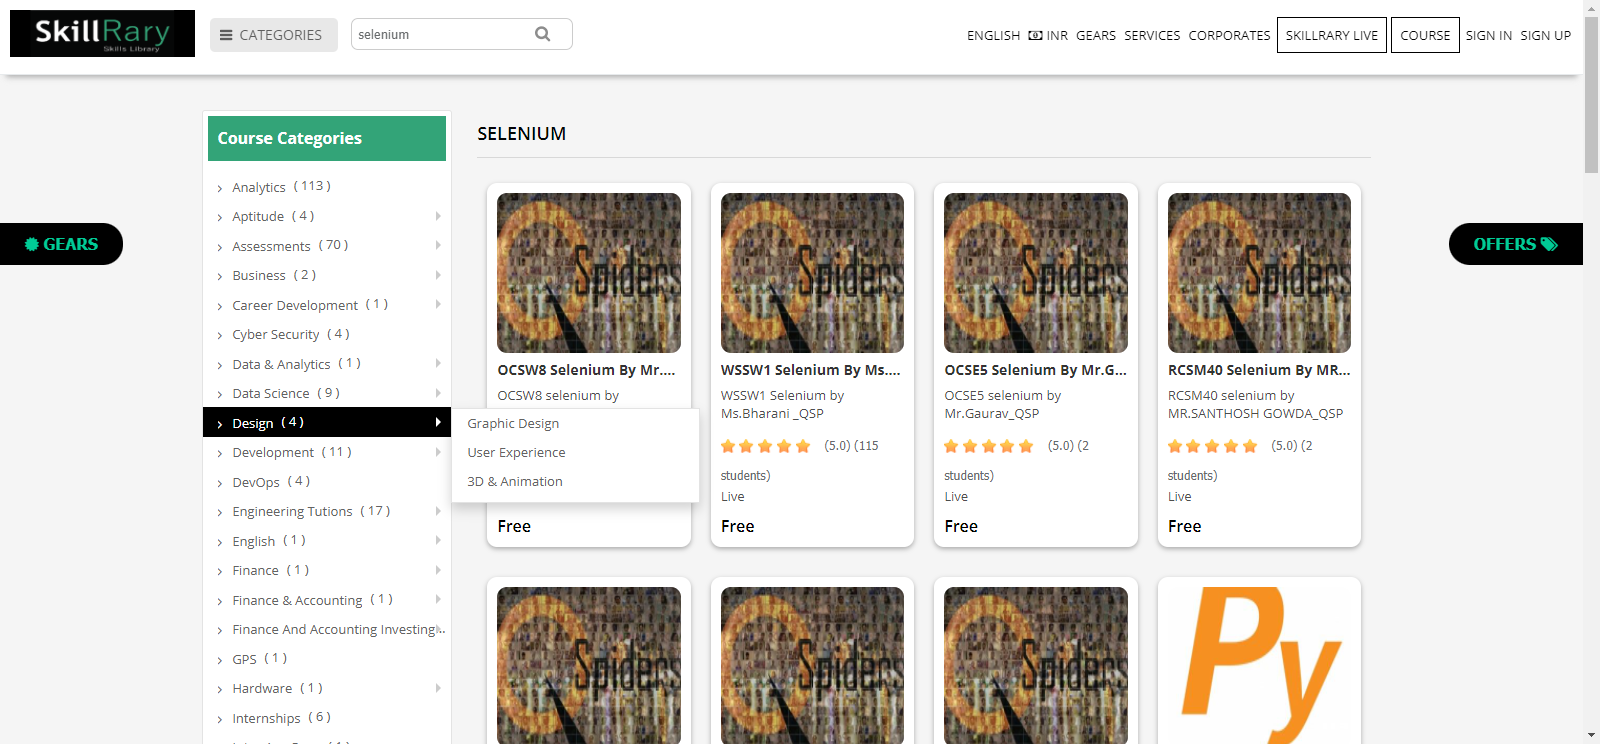 SkillRary
Skills Library
CATEGORIES
selenium
ENGLISH INR GEARS SERVICES CORPORATES SKILLRARY LIVE COURSE SIGN IN SIGN UP
GEARS
OFFERS
Course Categories
Analytics ( 113 )
Aptitude ( 4 )
Assessments ( 70 )
Business ( 2 )
Career Development ( 1 )
Cyber Security ( 4 )
Data & Analytics ( 1 )
Data Science ( 9 )
Design ( 4 )
Development ( 11 )
DevOps ( 4 )
Engineering Tutions ( 17 )
English ( 1 )
Finance ( 1 )
Finance & Accounting ( 1 )
Finance And Accounting Investing..
GPS ( 1 )
Hardware ( 1 )
Internships ( 6 )
Graphic Design
User Experience
3D & Animation
SELENIUM
Spiders
OCSW8 Selenium By Mr....
OCSW8 selenium by
Free
Spiders
WSSW1 Selenium By Ms....
WSSW1 Selenium by
Ms.Bharani _QSP
(5.0) (115
students)
Live
Free
Spiders
OCSE5 Selenium By Mr.G...
OCSE5 selenium by
Mr.Gaurav_QSP
(5.0) (2
students)
Live
Free
Spiders
RCSM40 Selenium By MR...
RCSM40 selenium by
MR.SANTHOSH GOWDA_QSP
(5.0) (2
students)
Live
Free
Spiders
Spiders
Spiders
Py